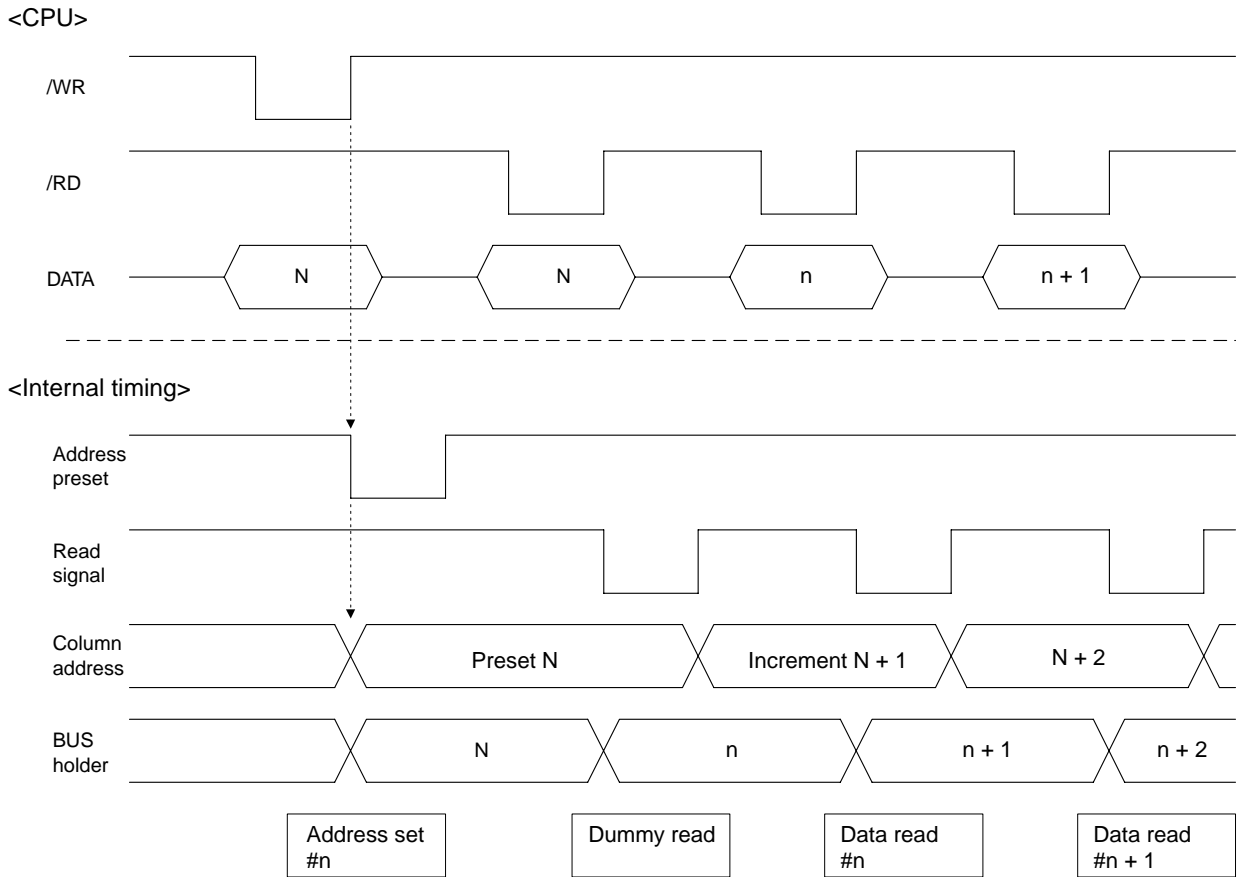 <CPU>
/WR
/RD
DATA
N
N
n
n + 1
<Internal timing>
Address
preset
Read
signal
Column
address
Preset N
Increment N + 1
N + 2
BUS
holder
N
n
n + 1
n + 2
Address set
#n
Dummy read
Data read
#n
Data read
#n + 1